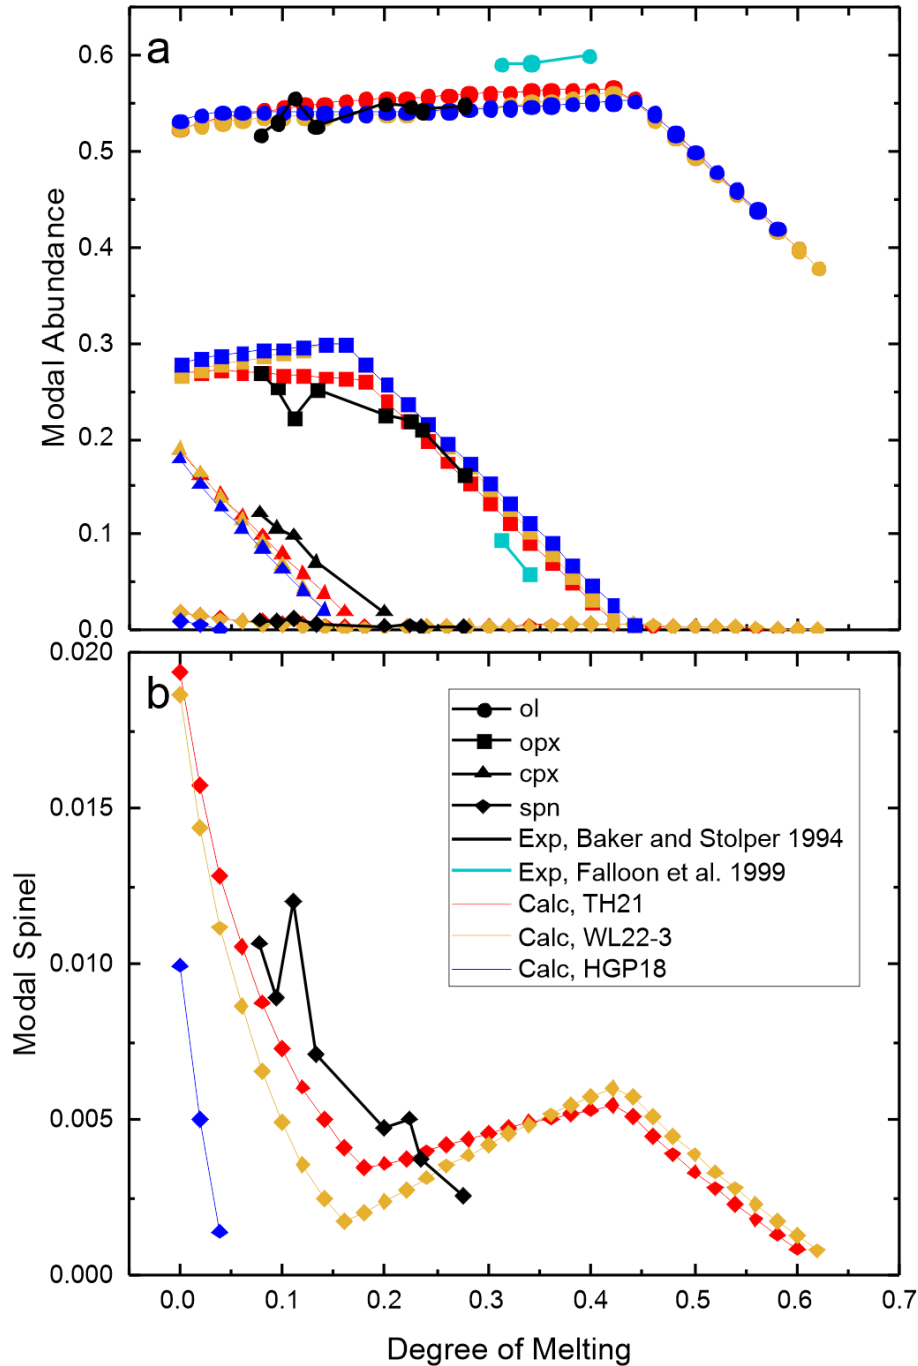 a
0.6
0.5
0.4
0.3
0.2
0.1
0.0
Modal Abundance
b
0.020
0.015
0.010
0.005
0.000
Modal Spinel
ol
opx
cpx
spn
Exp, Baker and Stolper 1994
Exp, Falloon et al. 1999
Calc, TH21
Calc, WL22-3
Calc, HGP18
0.0 0.1 0.2 0.3 0.4 0.5 0.6 0.7
Degree of Melting